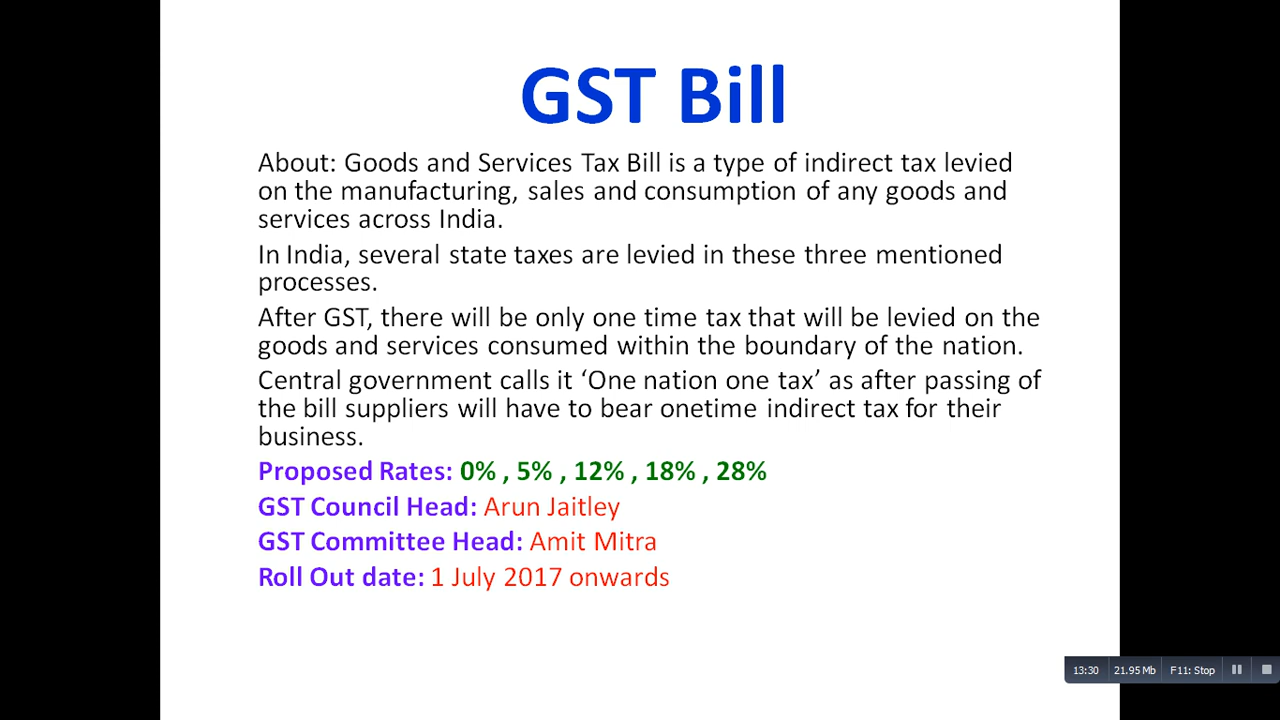 GST Bill
About: Goods and Services Tax Bill is a type of indirect tax levied
on the manufacturing, sales and consumption of any goods and
services across India.
In India, several state taxes are levied in these three mentioned
processes.
After GST, there will be only one time tax that will be levied on the
goods and services consumed within the boundary of the nation.
Central government calls it ‘One nation one tax’ as after passing of
the bill suppliers will have to bear onetime indirect tax for their
business.
Proposed Rates: 0% , 5% , 12% , 18% , 28%
GST Council Head: Arun Jaitley
GST Committee Head: Amit Mitra
Roll Out date: 1 July 2017 onwards
13:30 21.95 Mb F11: Stop